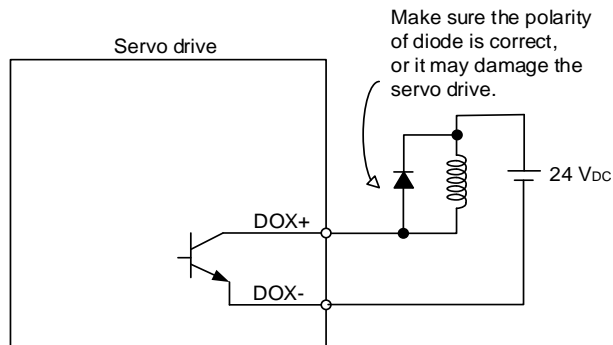 Make sure the polarity
of diode is correct,
or it may damage the
servo drive.
Servo drive
24 VDC
DOX+
DOX-